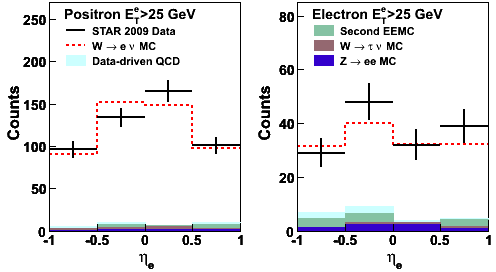 Positron E_T^e>25 GeV
STAR 2009 Data
W → e ν MC
Data-driven QCD
Counts
250
200
150
100
50
0
-1 -0.5 0 0.5 1
η_e
Electron E_T^e>25 GeV
Second EEMC
W → τ ν MC
Z → ee MC
Counts
80
60
40
20
0
-1 -0.5 0 0.5 1
η_e